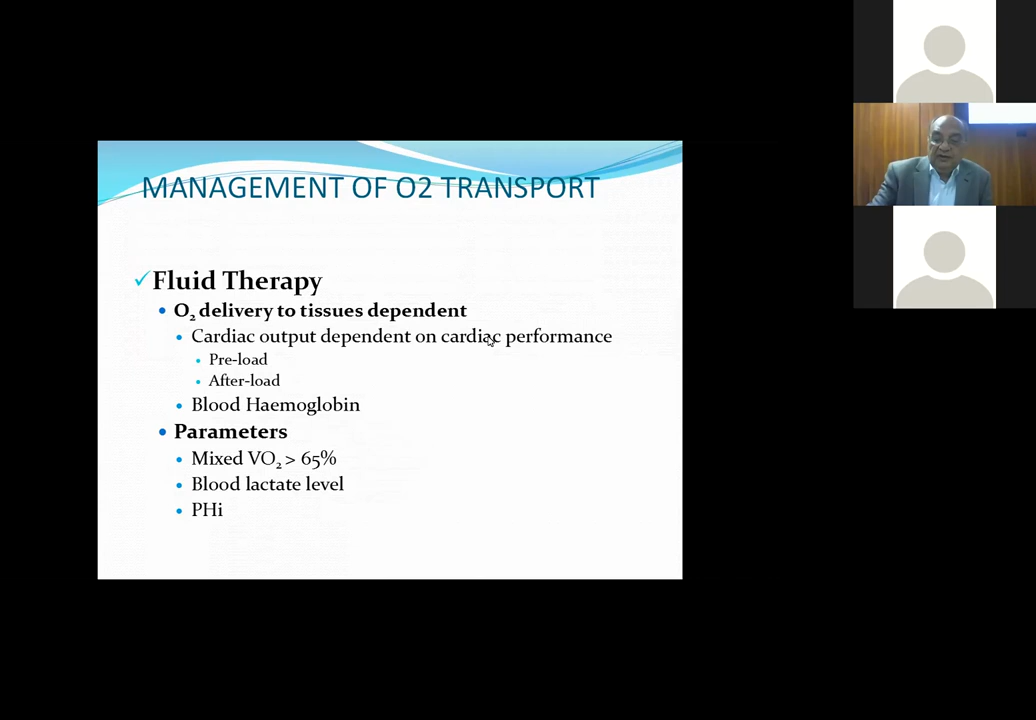 MANAGEMENT OF O2 TRANSPORT
Fluid Therapy
O₂ delivery to tissues dependent
Cardiac output dependent on cardiac performance
Pre-load
After-load
Blood Haemoglobin
Parameters
Mixed VO₂ > 65%
Blood lactate level
PHi